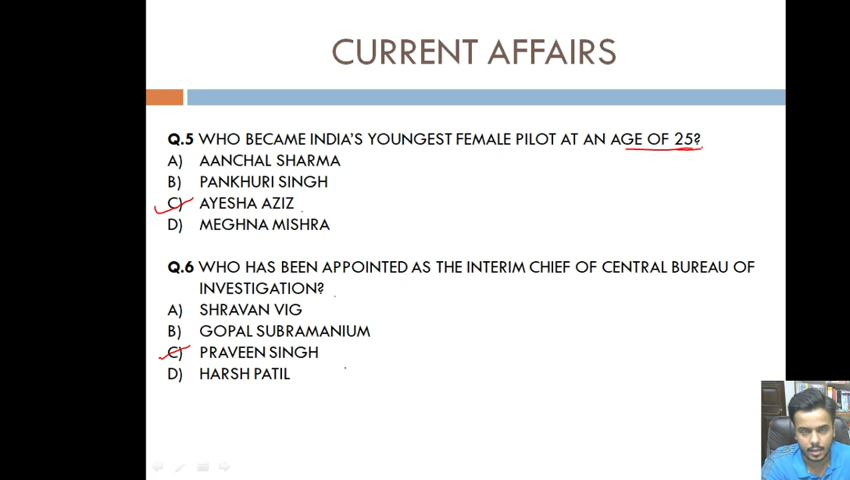 CURRENT AFFAIRS
Q.5 WHO BECAME INDIA'S YOUNGEST FEMALE PILOT AT AN AGE OF 25?
A) AANCHAL SHARMA
B) PANKHURI SINGH
C) AYESHA AZIZ
D) MEGHNA MISHRA
Q.6 WHO HAS BEEN APPOINTED AS THE INTERIM CHIEF OF CENTRAL BUREAU OF
INVESTIGATION?
A) SHRAVAN VIG
B) GOPAL SUBRAMANIUM
C) PRAVEEN SINGH
D) HARSH PATIL